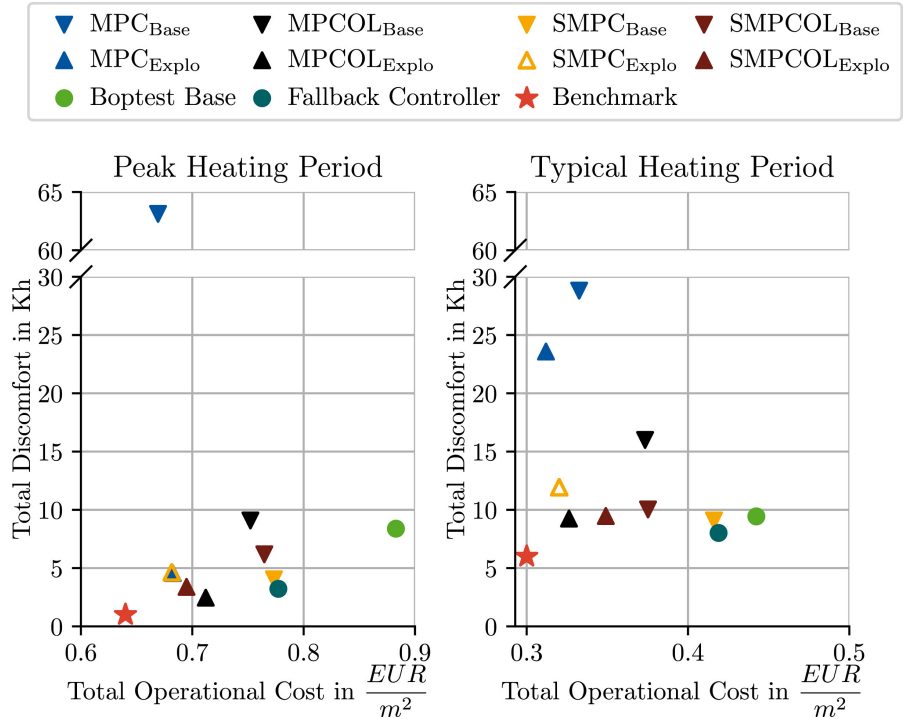 MPC_Base MPCOL_Base SMPC_Base SMPCOL_Base
MPC_Explo MPCOL_Explo SMPC_Explo SMPCOL_Explo
Boptest Base Fallback Controller Benchmark
Peak Heating Period
Total Discomfort in Kh
65
60
30
25
20
15
10
5
0
0.6 0.7 0.8 0.9
Total Operational Cost in EUR/m²
Typical Heating Period
Total Discomfort in Kh
65
60
30
25
20
15
10
5
0
0.3 0.4 0.5
Total Operational Cost in EUR/m²